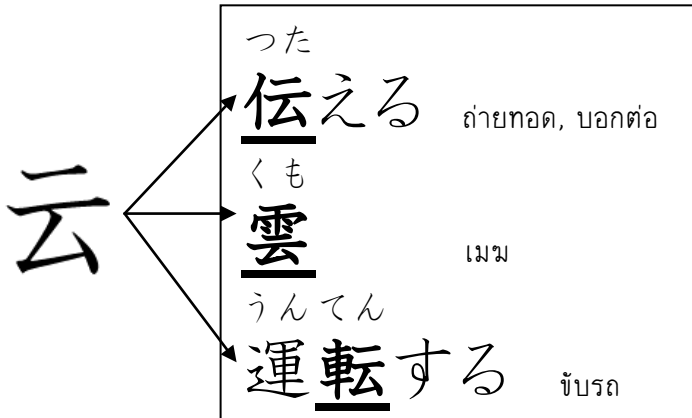 云
つた
伝える ถ่ายทอด, บอกต่อ
くも
雲 เมฆ
うんてん
運転する ขับรถ